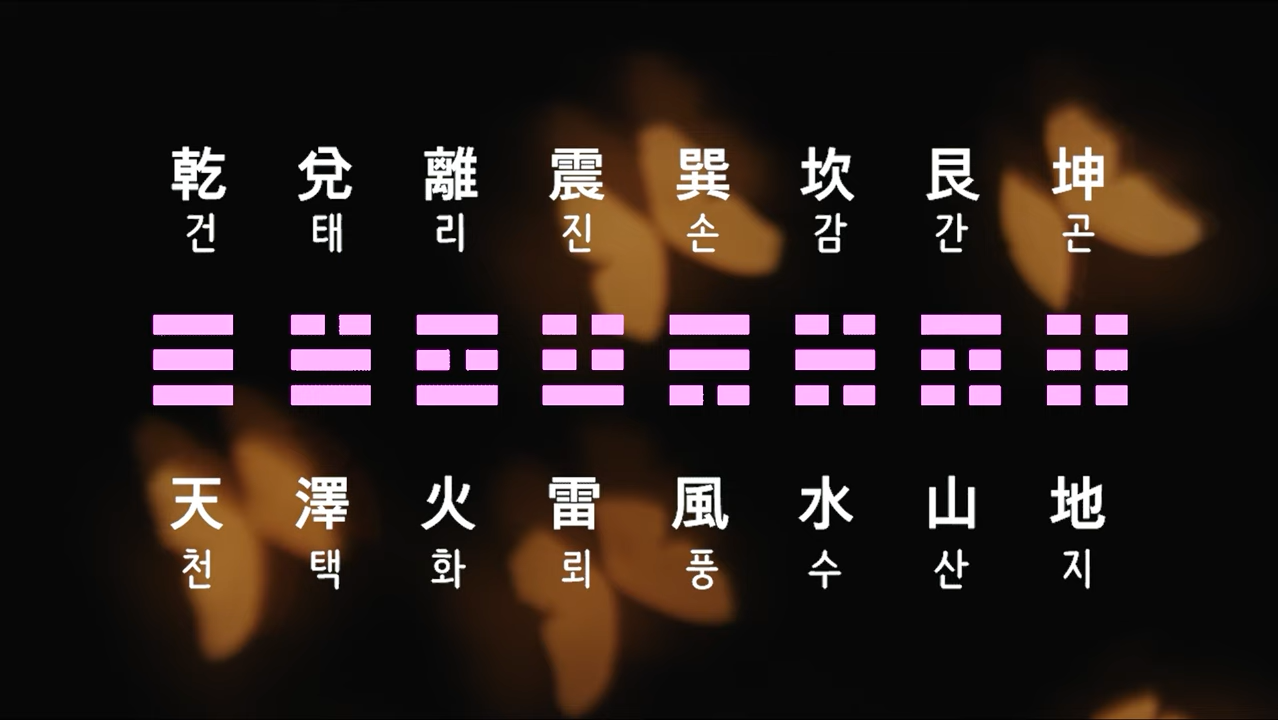 乾 兌 離 震 巽 坎 艮 坤
건 태 리 진 손 감 간 곤
天 澤 火 雷 風 水 山 地
천 택 화 뢰 풍 수 산 지